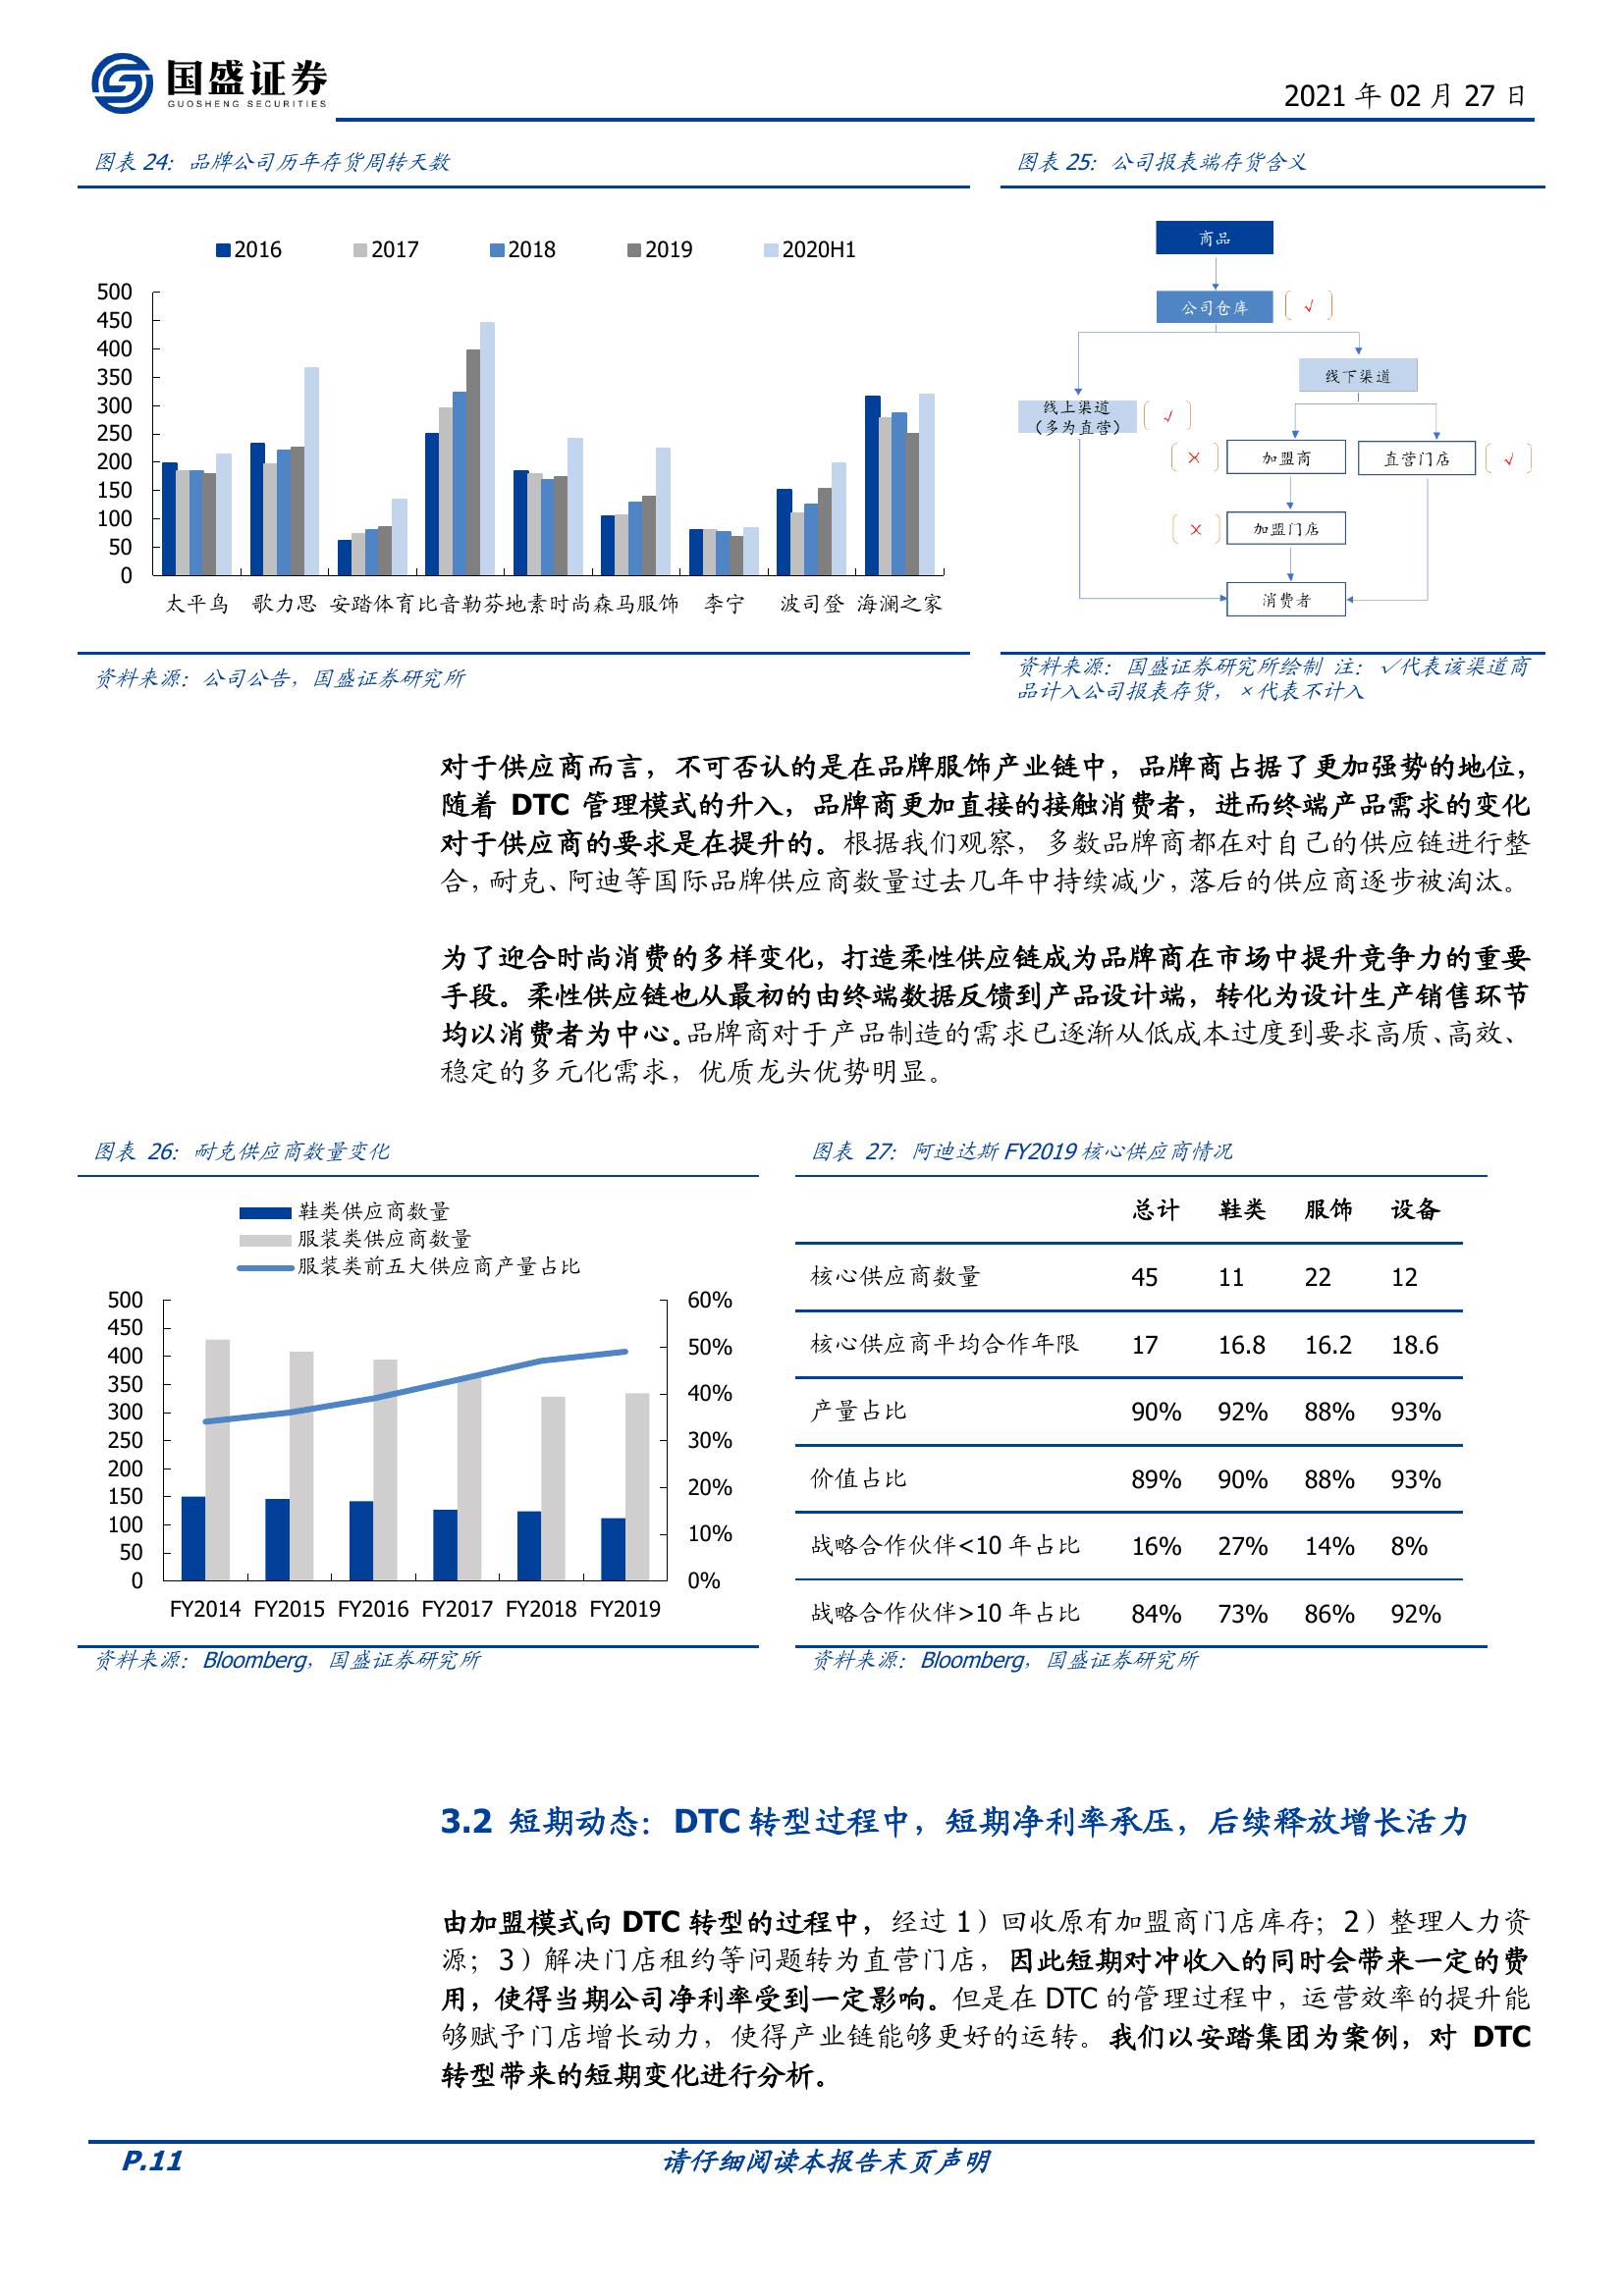 国盛证券
GUOSHENG SECURITIES
2021 年 02 月 27 日
图表 24：品牌公司历年存货周转天数
2016 2017 2018 2019 2020H1
500
450
400
350
300
250
200
150
100
50
0
太平鸟 歌力思 安踏体育 比音勒芬 地素时尚 森马服饰 李宁 波司登 海澜之家
资料来源：公司公告，国盛证券研究所
图表 25：公司报表端存货含义
商品
公司仓库 √
线下渠道
线上渠道
（多为直营） √
× 加盟商 直营门店 √
× 加盟门店
消费者
资料来源：国盛证券研究所绘制 注：√代表该渠道商
品计入公司报表存货，×代表不计入
对于供应商而言，不可否认的是在品牌服饰产业链中，品牌商占据了更加强势的地位，
随着 DTC 管理模式的升入，品牌商更加直接的接触消费者，进而终端产品需求的变化
对于供应商的要求是在提升的。根据我们观察，多数品牌商都在对自己的供应链进行整
合，耐克、阿迪等国际品牌供应商数量过去几年中持续减少，落后的供应商逐步被淘汰。
为了迎合时尚消费的多样变化，打造柔性供应链成为品牌商在市场中提升竞争力的重要
手段。柔性供应链也从最初的由终端数据反馈到产品设计端，转化为设计生产销售环节
均以消费者为中心。品牌商对于产品制造的需求已逐渐从低成本过度到要求高质、高效、
稳定的多元化需求，优质龙头优势明显。
图表 26：耐克供应商数量变化
鞋类供应商数量
服装类供应商数量
服装类前五大供应商产量占比
500 60%
450
400 50%
350
300 40%
250 30%
200
150 20%
100 10%
50
0 0%
FY2014 FY2015 FY2016 FY2017 FY2018 FY2019
资料来源：Bloomberg，国盛证券研究所
图表 27：阿迪达斯 FY2019 核心供应商情况
总计 鞋类 服饰 设备
核心供应商数量 45 11 22 12
核心供应商平均合作年限 17 16.8 16.2 18.6
产量占比 90% 92% 88% 93%
价值占比 89% 90% 88% 93%
战略合作伙伴<10 年占比 16% 27% 14% 8%
战略合作伙伴>10 年占比 84% 73% 86% 92%
资料来源：Bloomberg，国盛证券研究所
3.2 短期动态：DTC 转型过程中，短期净利率承压，后续释放增长活力
由加盟模式向 DTC 转型的过程中，经过 1）回收原有加盟商门店库存；2）整理人力资
源；3）解决门店租约等问题转为直营门店，因此短期对冲收入的同时会带来一定的费
用，使得当期公司净利率受到一定影响。但是在 DTC 的管理过程中，运营效率的提升能
够赋予门店增长动力，使得产业链能够更好的运转。我们以安踏集团为案例，对 DTC
转型带来的短期变化进行分析。
P.11 请仔细阅读本报告末页声明